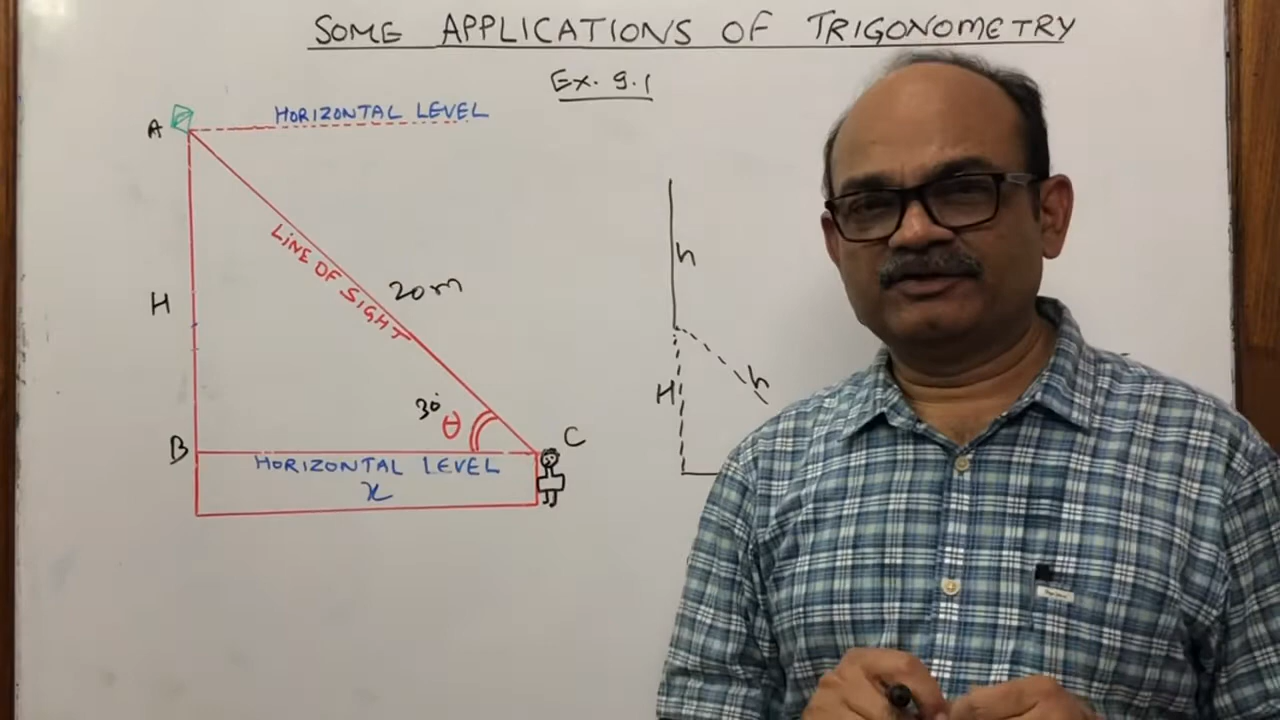 SOME APPLICATIONS OF TRIGONOMETRY
Ex. 9.1
HORIZONTAL LEVEL
A
LINE OF SIGHT
20m
H
30°
θ
B
C
HORIZONTAL LEVEL
x
h
H
h